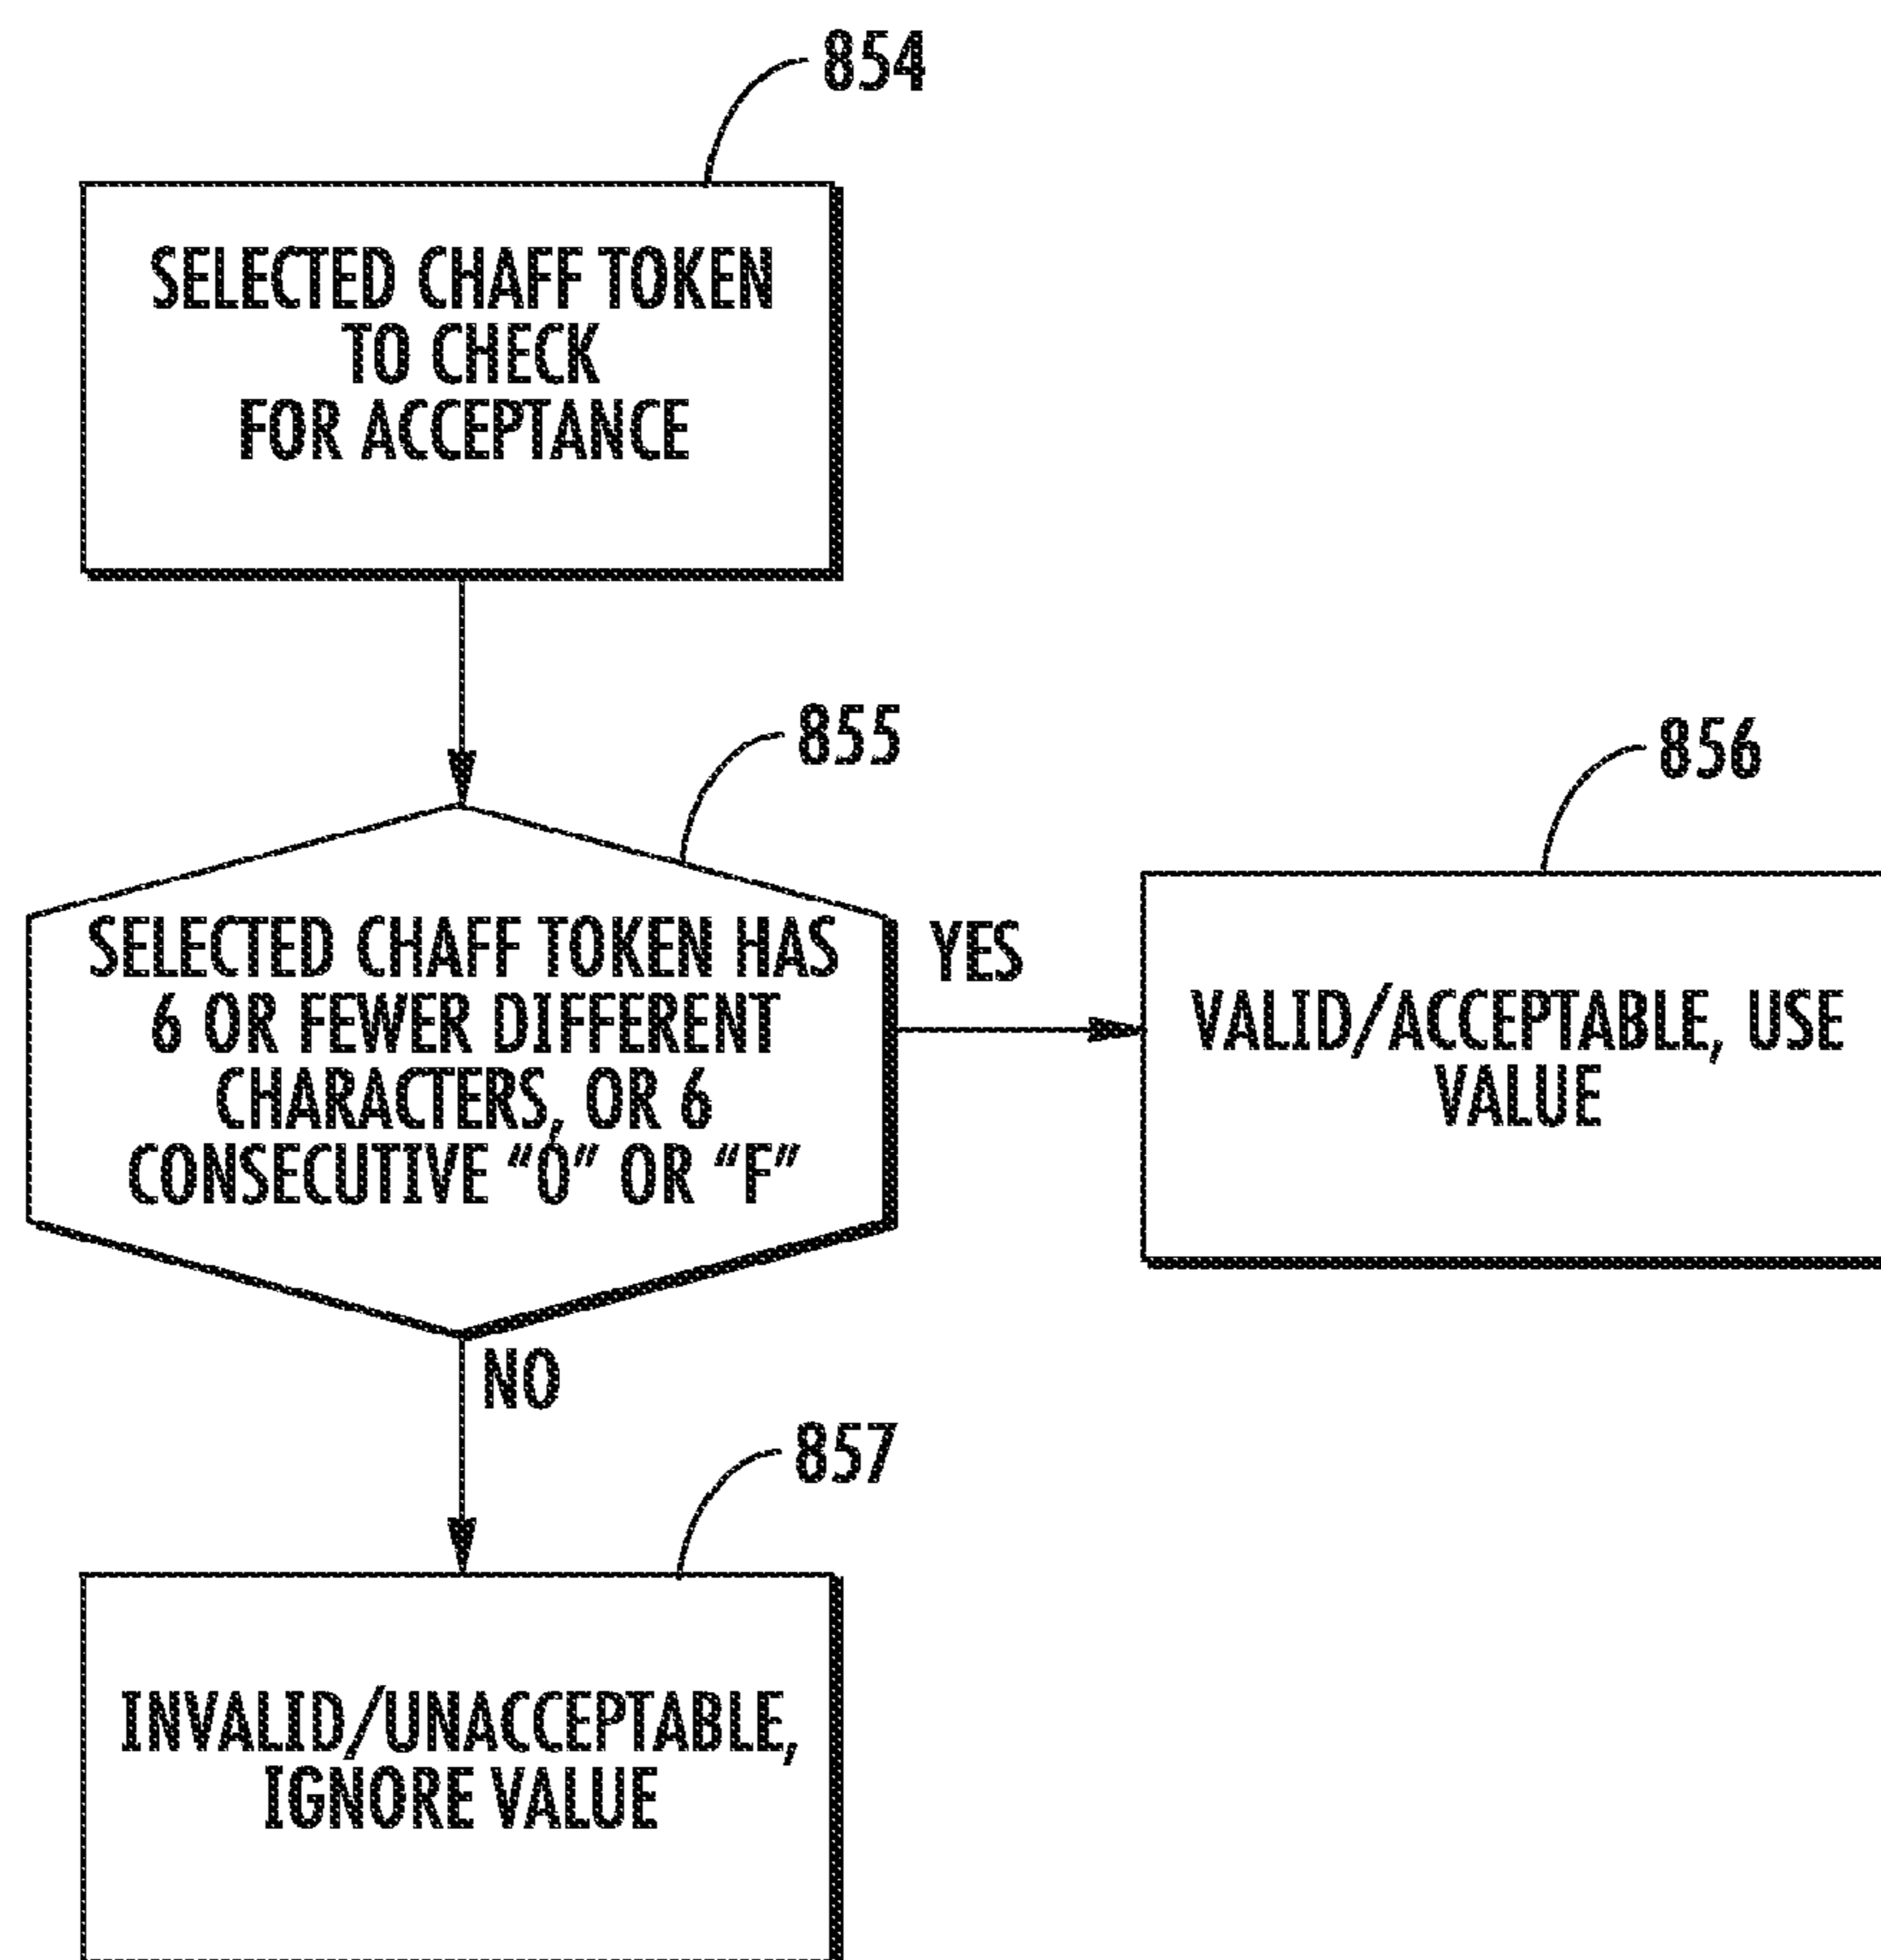 854
SELECTED CHAFF TOKEN
TO CHECK
FOR ACCEPTANCE
855
SELECTED CHAFF TOKEN HAS
6 OR FEWER DIFFERENT
CHARACTERS, OR 6
CONSECUTIVE “0” OR “F”
YES
856
VALID/ACCEPTABLE, USE
VALUE
NO
857
INVALID/UNACCEPTABLE,
IGNORE VALUE